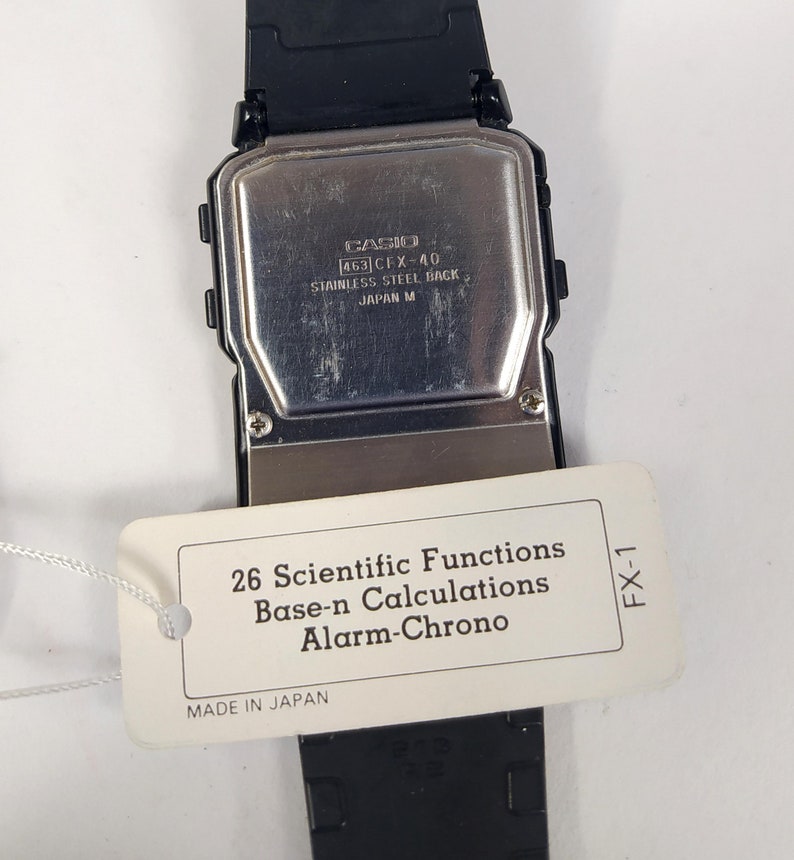 CASIO
463 CFX-40
STAINLESS STEEL BACK
JAPAN M
26 Scientific Functions
Base-n Calculations
Alarm-Chrono
FX-1
MADE IN JAPAN